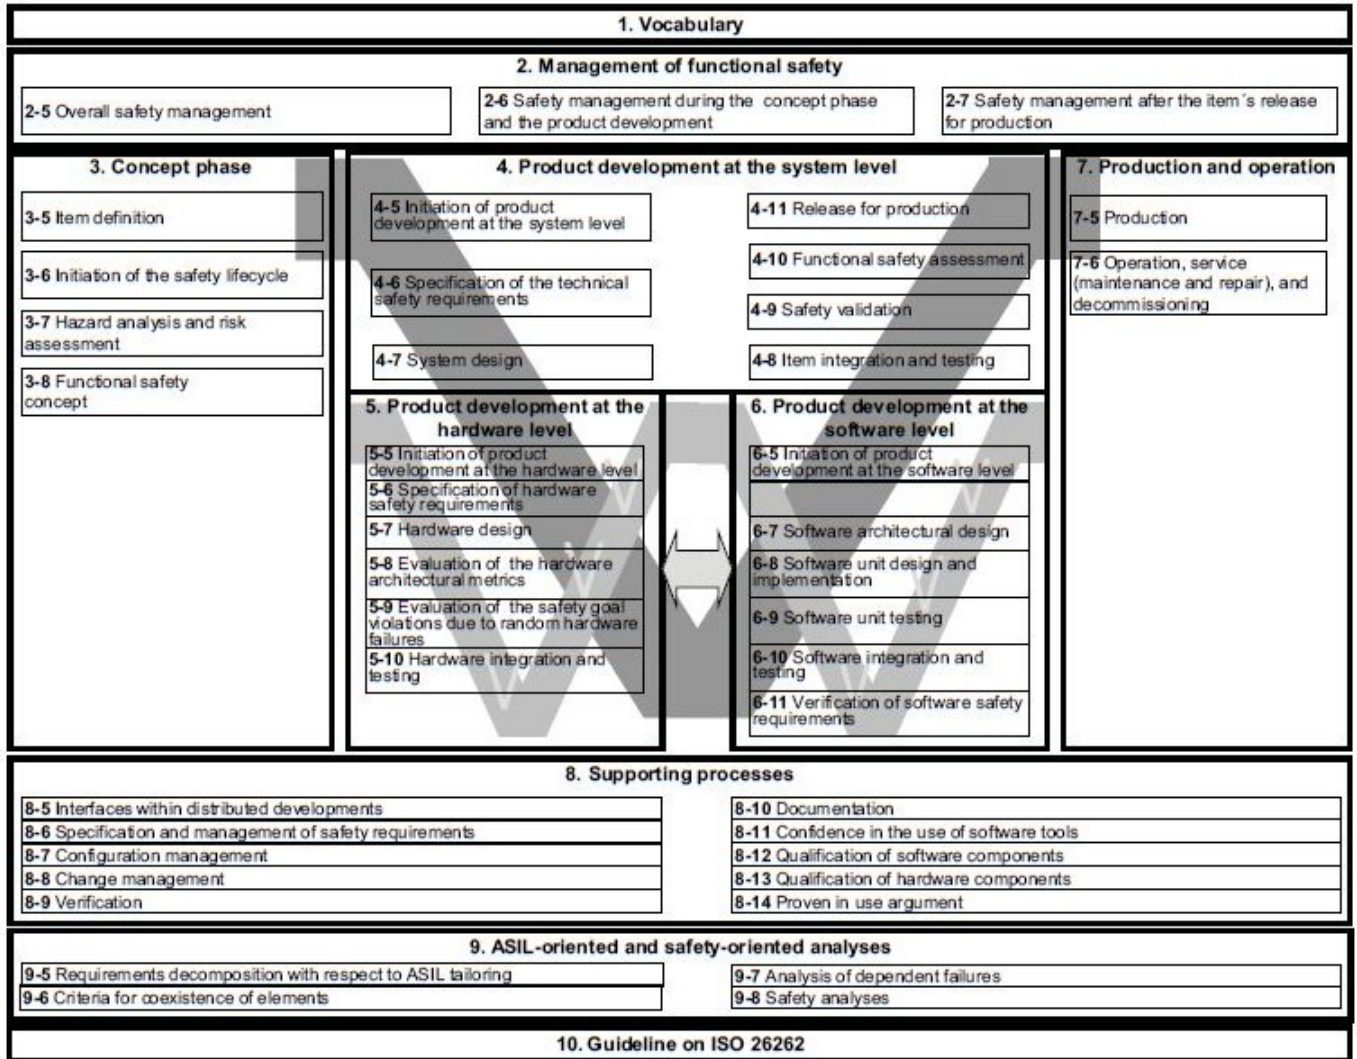 1. Vocabulary
2. Management of functional safety
2-5 Overall safety management
2-6 Safety management during the concept phase
and the product development
2-7 Safety management after the item´s release
for production
3. Concept phase
3-5 Item definition
3-6 Initiation of the safety lifecycle
3-7 Hazard analysis and risk
assessment
3-8 Functional safety
concept
4. Product development at the system level
4-5 Initiation of product
development at the system level
4-6 Specification of the technical
safety requirements
4-7 System design
4-11 Release for production
4-10 Functional safety assessment
4-9 Safety validation
4-8 Item integration and testing
7. Production and operation
7-5 Production
7-6 Operation, service
(maintenance and repair), and
decommissioning
5. Product development at the
hardware level
5-5 Initiation of product
development at the hardware level
5-6 Specification of hardware
safety requirements
5-7 Hardware design
5-8 Evaluation of the hardware
architectural metrics
5-9 Evaluation of the safety goal
violations due to random hardware
failures
5-10 Hardware integration and
testing
6. Product development at the
software level
6-5 Initiation of product
development at the software level
6-7 Software architectural design
6-8 Software unit design and
implementation
6-9 Software unit testing
6-10 Software integration and
testing
6-11 Verification of software safety
requirements
8. Supporting processes
8-5 Interfaces within distributed developments
8-6 Specification and management of safety requirements
8-7 Configuration management
8-8 Change management
8-9 Verification
8-10 Documentation
8-11 Confidence in the use of software tools
8-12 Qualification of software components
8-13 Qualification of hardware components
8-14 Proven in use argument
9. ASIL-oriented and safety-oriented analyses
9-5 Requirements decomposition with respect to ASIL tailoring
9-6 Criteria for coexistence of elements
9-7 Analysis of dependent failures
9-8 Safety analyses
10. Guideline on ISO 26262